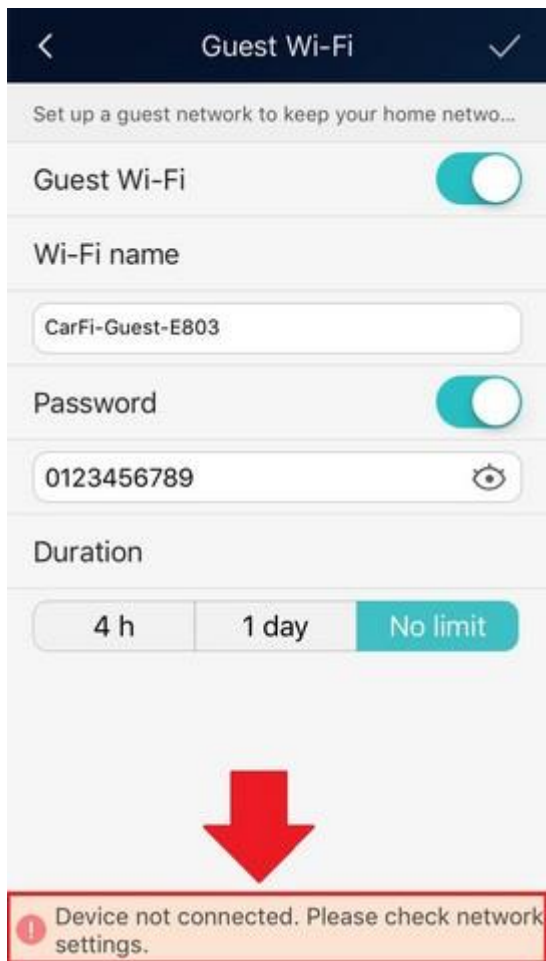 Guest Wi-Fi
Set up a guest network to keep your home netwo...
Guest Wi-Fi
Wi-Fi name
CarFi-Guest-E803
Password
0123456789
Duration
4 h
1 day
No limit
Device not connected. Please check network
settings.